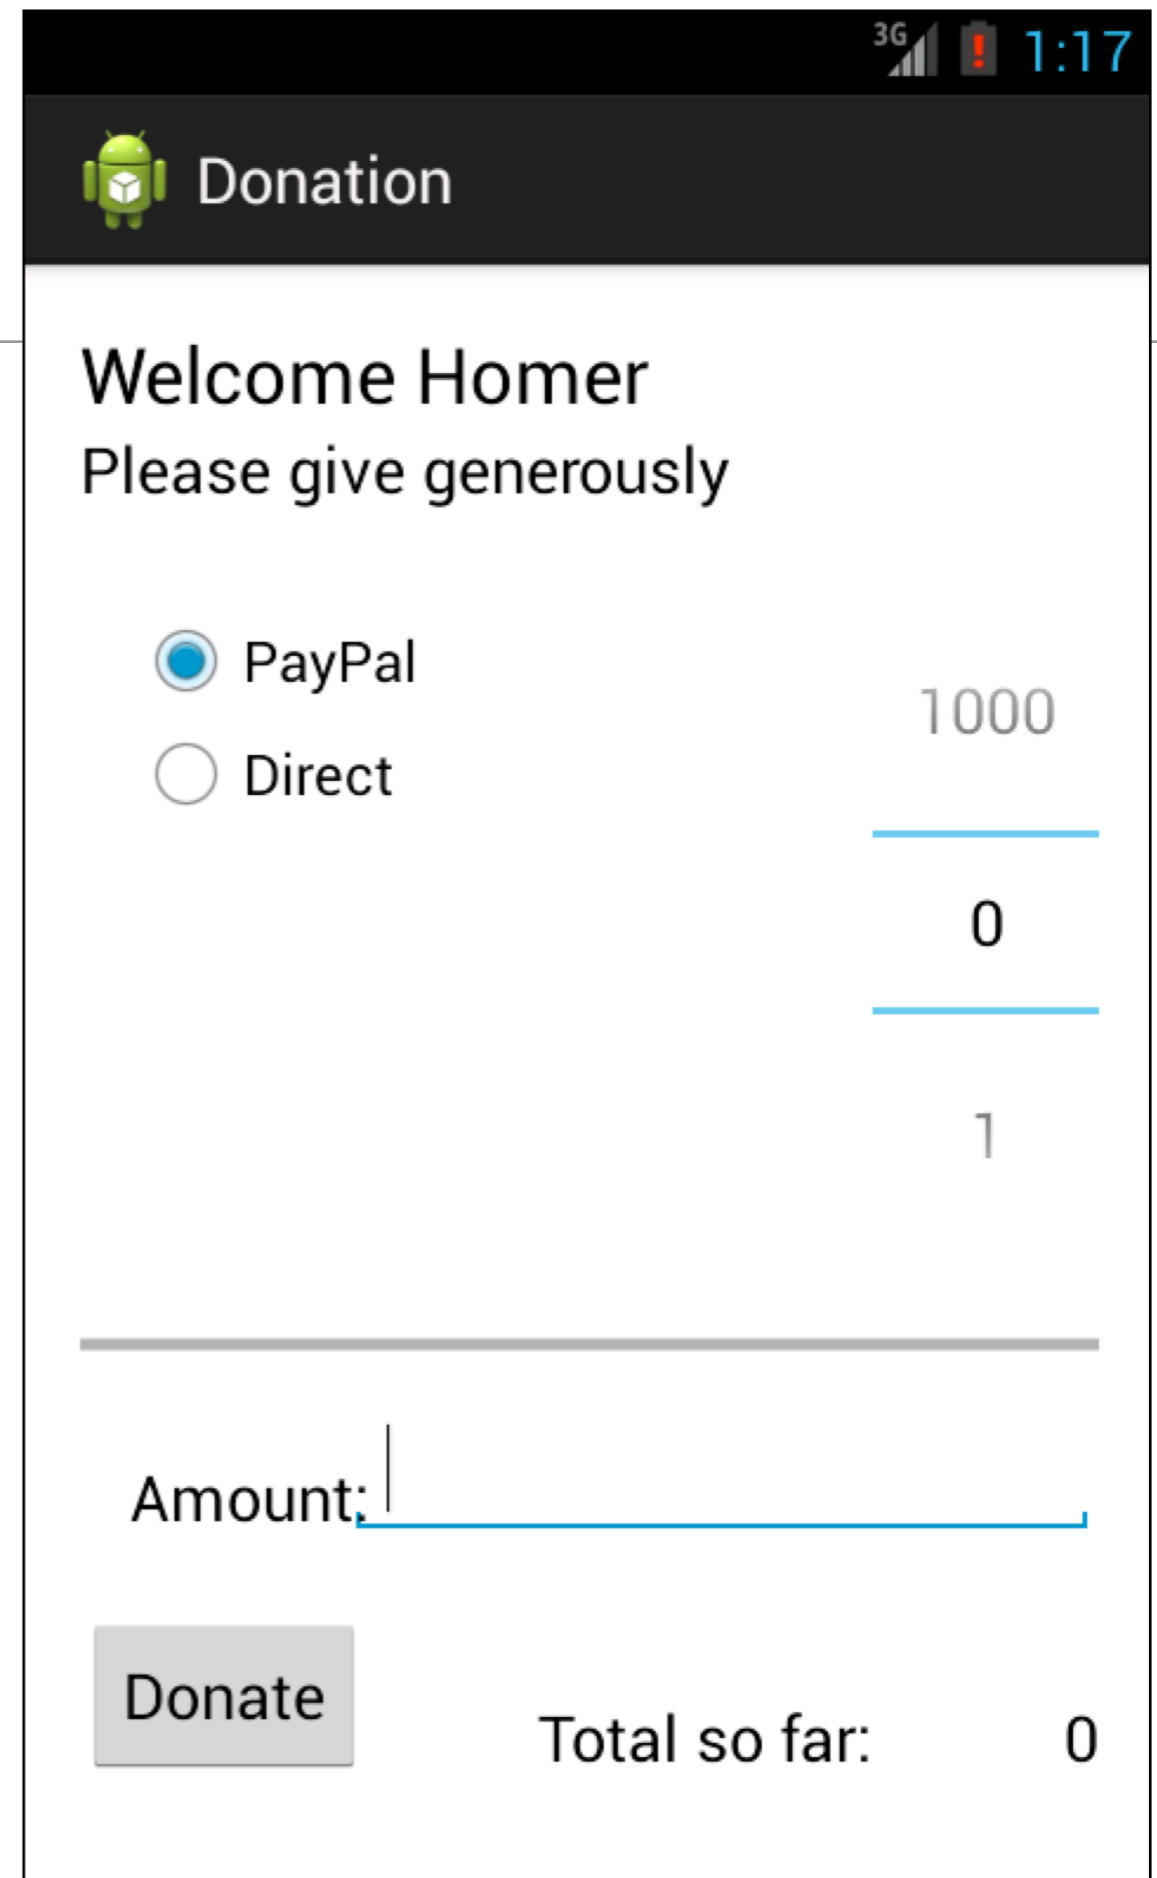 3G 1:17
Donation
Welcome Homer
Please give generously
PayPal
Direct
1000
0
1
Amount:
Donate
Total so far: 0